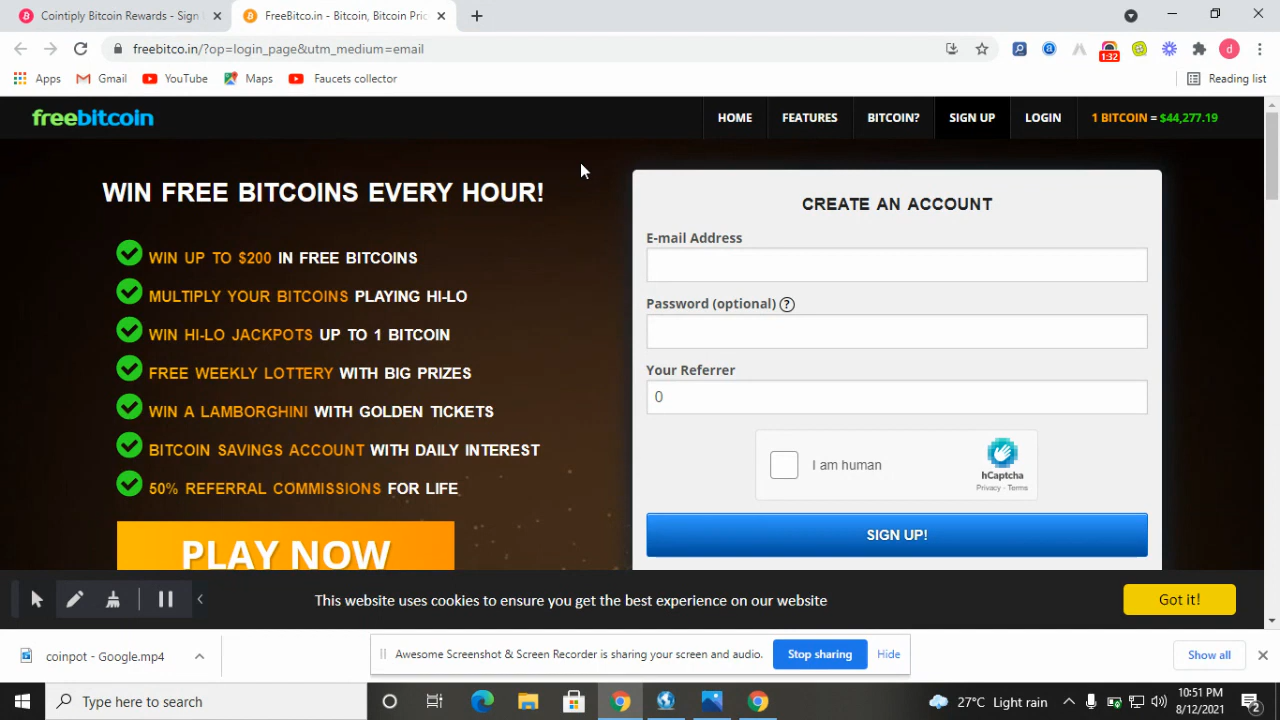 Cointiply Bitcoin Rewards - Sign
FreeBitco.in - Bitcoin, Bitcoin Pric
freebitco.in/?op=login_page&utm_medium=email
1:32
d
Apps
Gmail
YouTube
Maps
Faucets collector
Reading list
freebitcoin
HOME
FEATURES
BITCOIN?
SIGN UP
LOGIN
1 BITCOIN = $44,277.19
WIN FREE BITCOINS EVERY HOUR!
WIN UP TO $200 IN FREE BITCOINS
MULTIPLY YOUR BITCOINS PLAYING HI-LO
WIN HI-LO JACKPOTS UP TO 1 BITCOIN
FREE WEEKLY LOTTERY WITH BIG PRIZES
WIN A LAMBORGHINI WITH GOLDEN TICKETS
BITCOIN SAVINGS ACCOUNT WITH DAILY INTEREST
50% REFERRAL COMMISSIONS FOR LIFE
PLAY NOW
CREATE AN ACCOUNT
E-mail Address
Password (optional) ?
Your Referrer
0
I am human
hCaptcha
Privacy - Terms
SIGN UP!
This website uses cookies to ensure you get the best experience on our website
Got it!
coinpot - Google.mp4
Awesome Screenshot & Screen Recorder is sharing your screen and audio.
Stop sharing
Hide
Show all
Type here to search
27°C Light rain
10:51 PM
8/12/2021
2